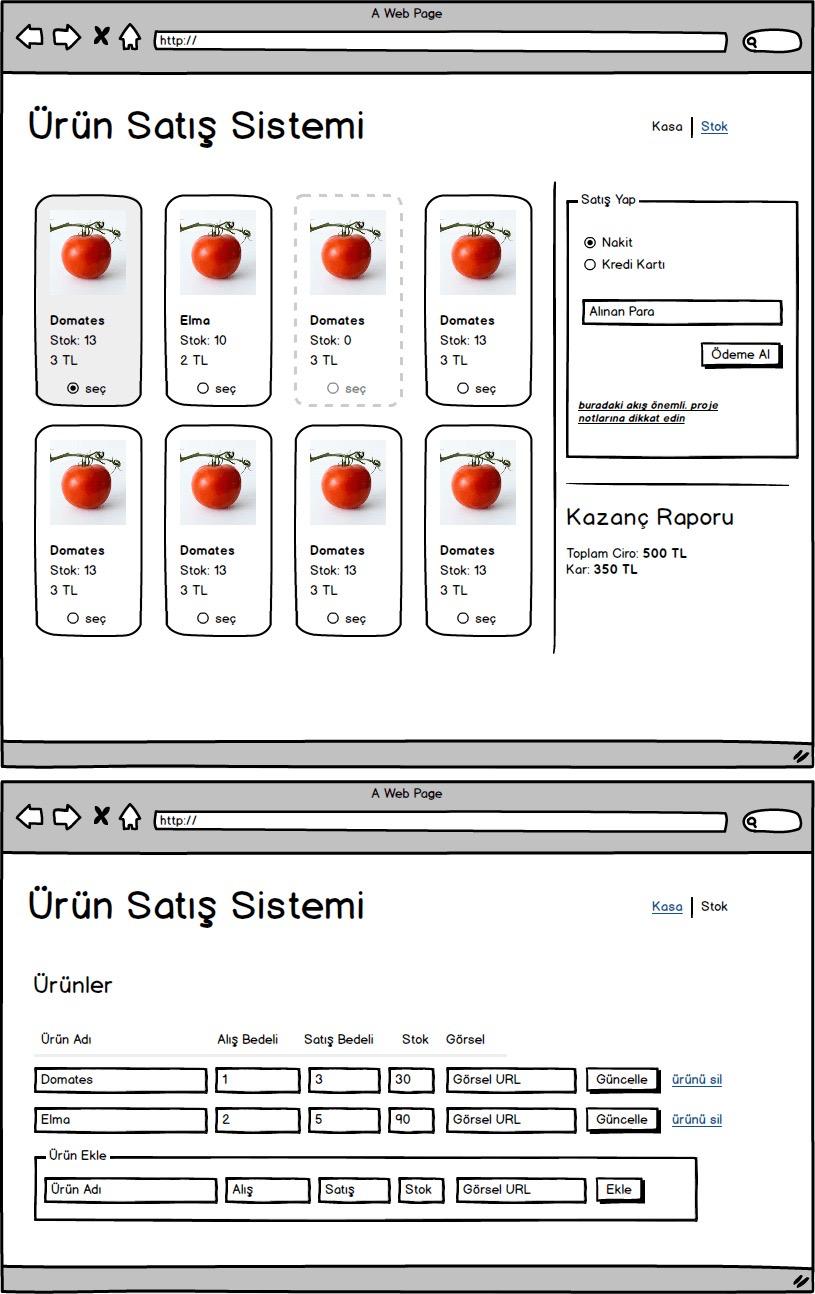 A Web Page
http://
Ürün Satış Sistemi
Kasa
Stok
Domates
Stok: 13
3 TL
seç
Elma
Stok: 10
2 TL
seç
Domates
Stok: 0
3 TL
seç
Domates
Stok: 13
3 TL
seç
Domates
Stok: 13
3 TL
seç
Domates
Stok: 13
3 TL
seç
Domates
Stok: 13
3 TL
seç
Domates
Stok: 13
3 TL
seç
Satış Yap
Nakit
Kredi Kartı
Alınan Para
Ödeme Al
buradaki akış önemli. proje
notlarına dikkat edin
Kazanç Raporu
Toplam Ciro: 500 TL
Kar: 350 TL
A Web Page
http://
Ürün Satış Sistemi
Kasa
Stok
Ürünler
Ürün Adı Alış Bedeli Satış Bedeli Stok Görsel
Domates 1 3 30 Görsel URL Güncelle ürünü sil
Elma 2 5 90 Görsel URL Güncelle ürünü sil
Ürün Ekle
Ürün Adı Alış Satış Stok Görsel URL Ekle